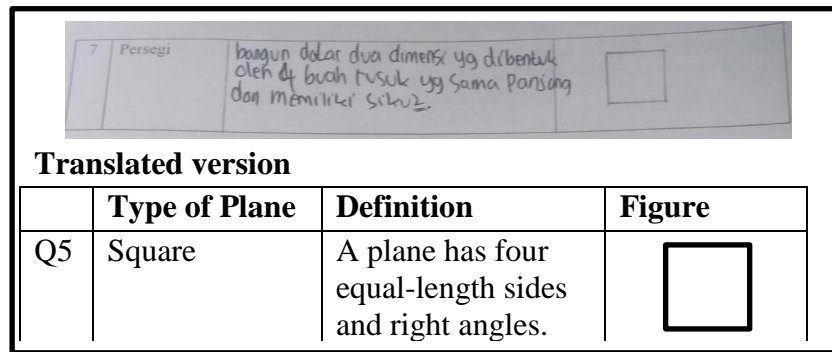 7 Persegi bangun datar dua dimensi yg dibentuk
oleh 4 buah rusuk yg sama panjang
dan memiliki siku2.
Translated version
Type of Plane Definition Figure
Q5 Square A plane has four
equal-length sides
and right angles.